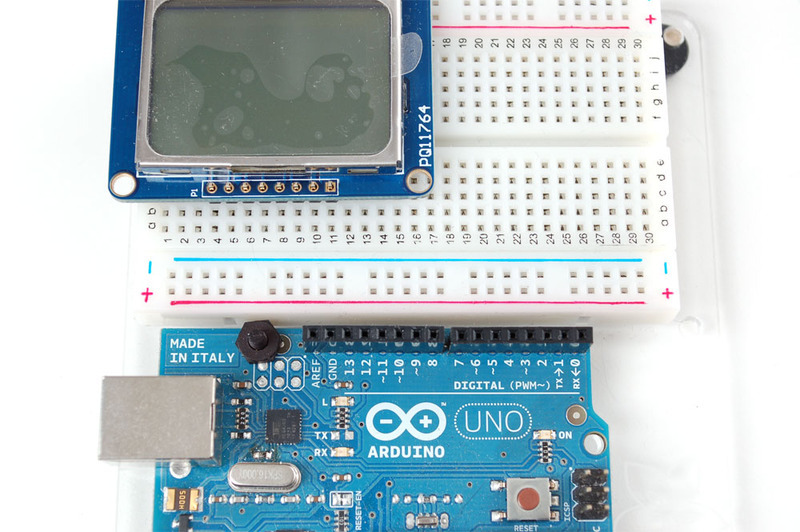 +
18 19 20 21 22 23 24 25 26 27 28 29 30
f g h i j
PQ11764
P1
a b
a b c d e
1 2 3 4 5 6 7 8 9 10 11 12 13 14 15 16 17 18 19 20 21 22 23 24 25 26 27 28 29 30
− −
+ +
MADE
IN ITALY
AREF
GND
13
12
~11
~10
~9
8
7
~6
~5
4
~3
2
TX→1
RX←0
DIGITAL (PWM~)
L
TX
RX
− + ™
UNO
ARDUINO
ON
RESET-EN
RESET
ICSP